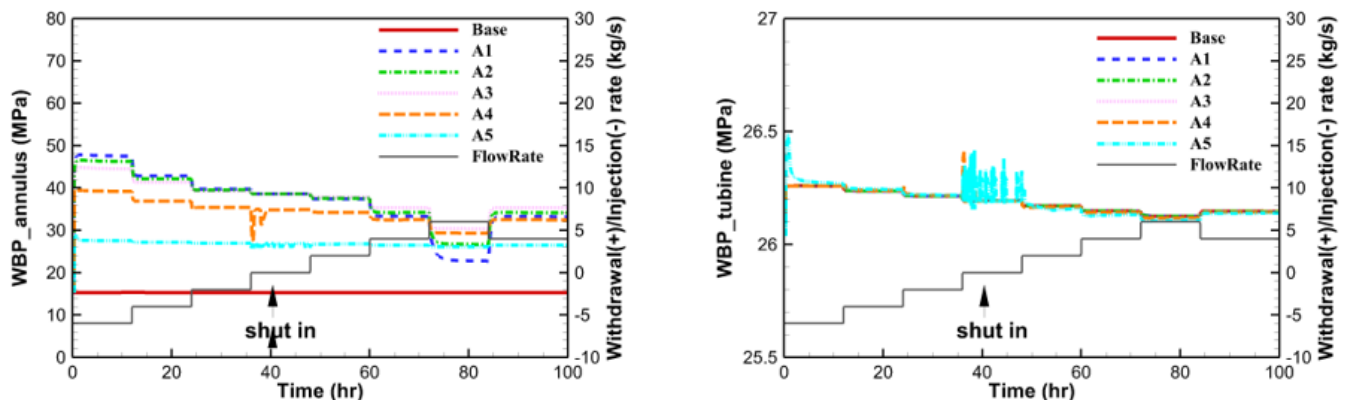 80
70
60
50
40
30
20
10
0
WBP_annulus (MPa)
Base
A1
A2
A3
A4
A5
FlowRate
shut in
0 20 40 60 80 100
Time (hr)
30
25
20
15
10
5
0
-5
-10
Withdrawal(+)/Injection(-) rate (kg/s)
27
26.5
26
25.5
WBP_tubine (MPa)
Base
A1
A2
A3
A4
A5
FlowRate
shut in
0 20 40 60 80 100
Time (hr)
30
25
20
15
10
5
0
-5
-10
Withdrawal(+)/Injection(-) rate (kg/s)